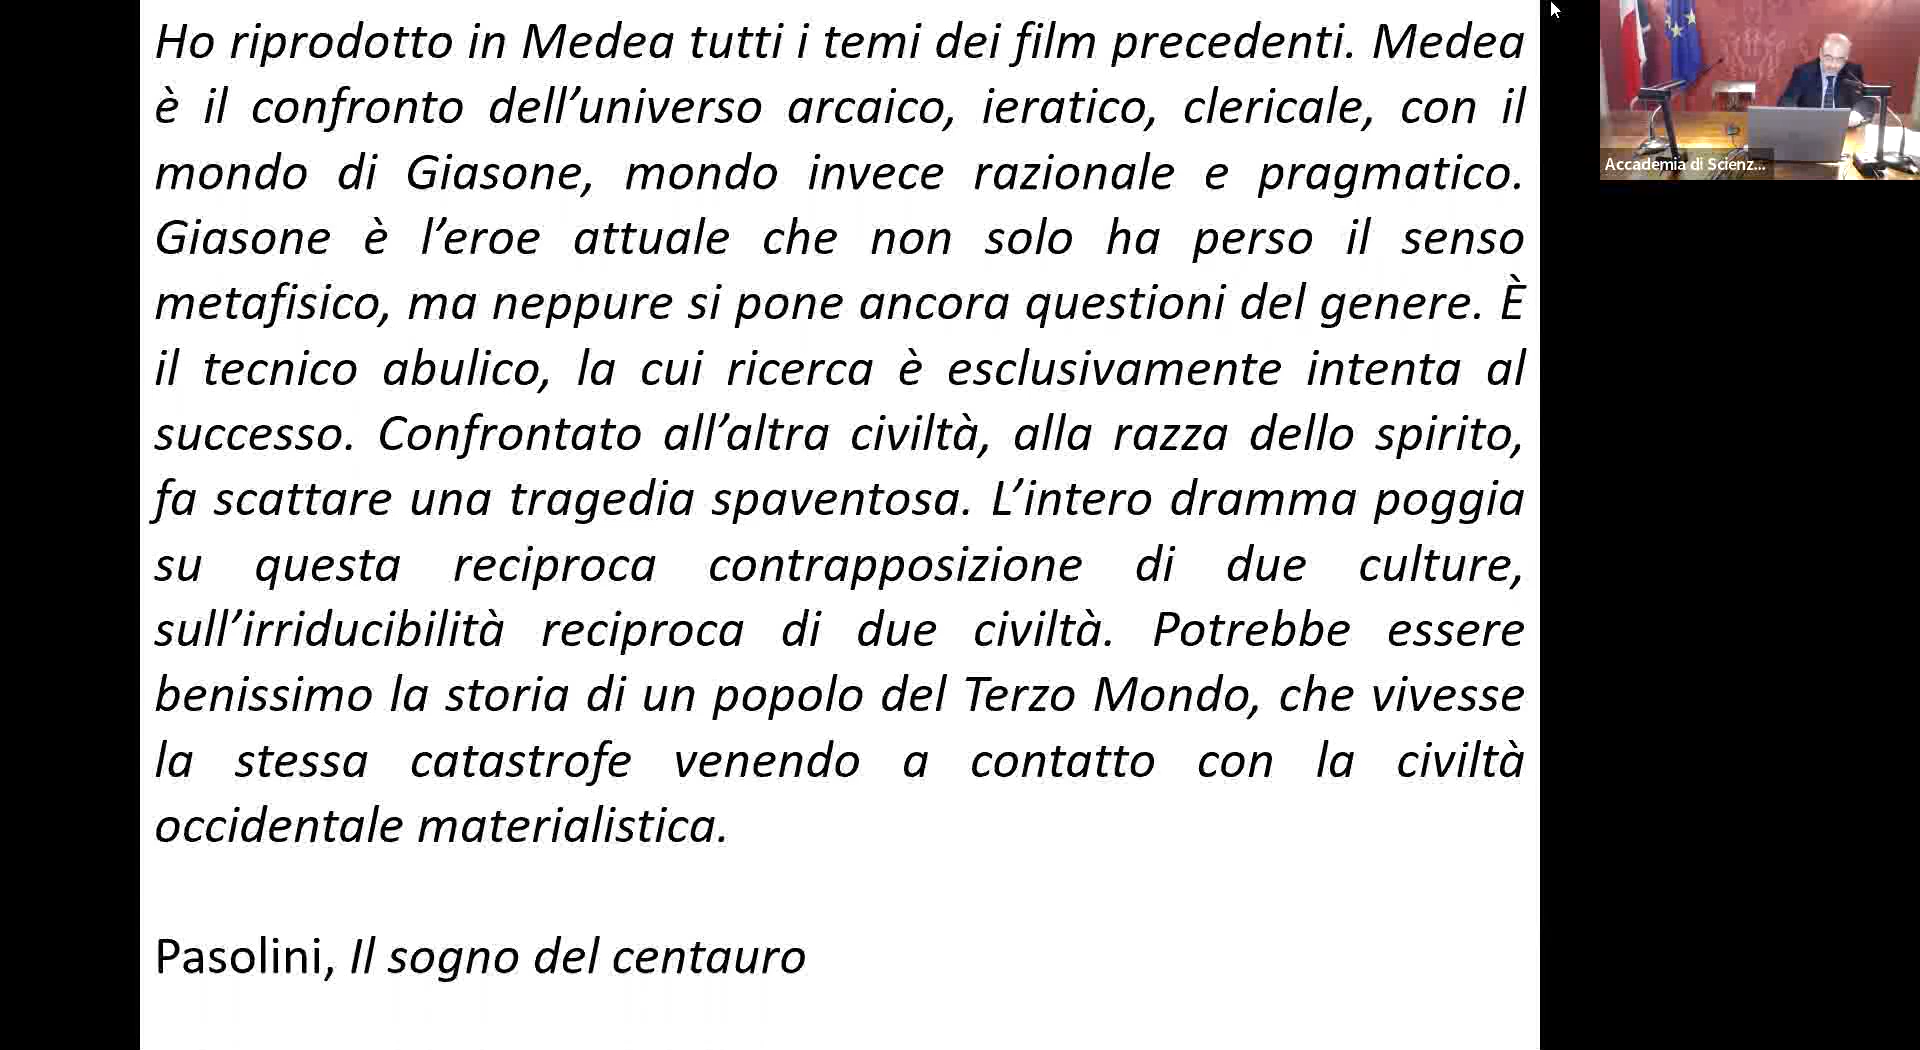 Ho riprodotto in Medea tutti i temi dei film precedenti. Medea
è il confronto dell’universo arcaico, ieratico, clericale, con il
mondo di Giasone, mondo invece razionale e pragmatico.
Giasone è l’eroe attuale che non solo ha perso il senso
metafisico, ma neppure si pone ancora questioni del genere. È
il tecnico abulico, la cui ricerca è esclusivamente intenta al
successo. Confrontato all’altra civiltà, alla razza dello spirito,
fa scattare una tragedia spaventosa. L’intero dramma poggia
su questa reciproca contrapposizione di due culture,
sull’irriducibilità reciproca di due civiltà. Potrebbe essere
benissimo la storia di un popolo del Terzo Mondo, che vivesse
la stessa catastrofe venendo a contatto con la civiltà
occidentale materialistica.
Pasolini, Il sogno del centauro
Accademia di Scienz...